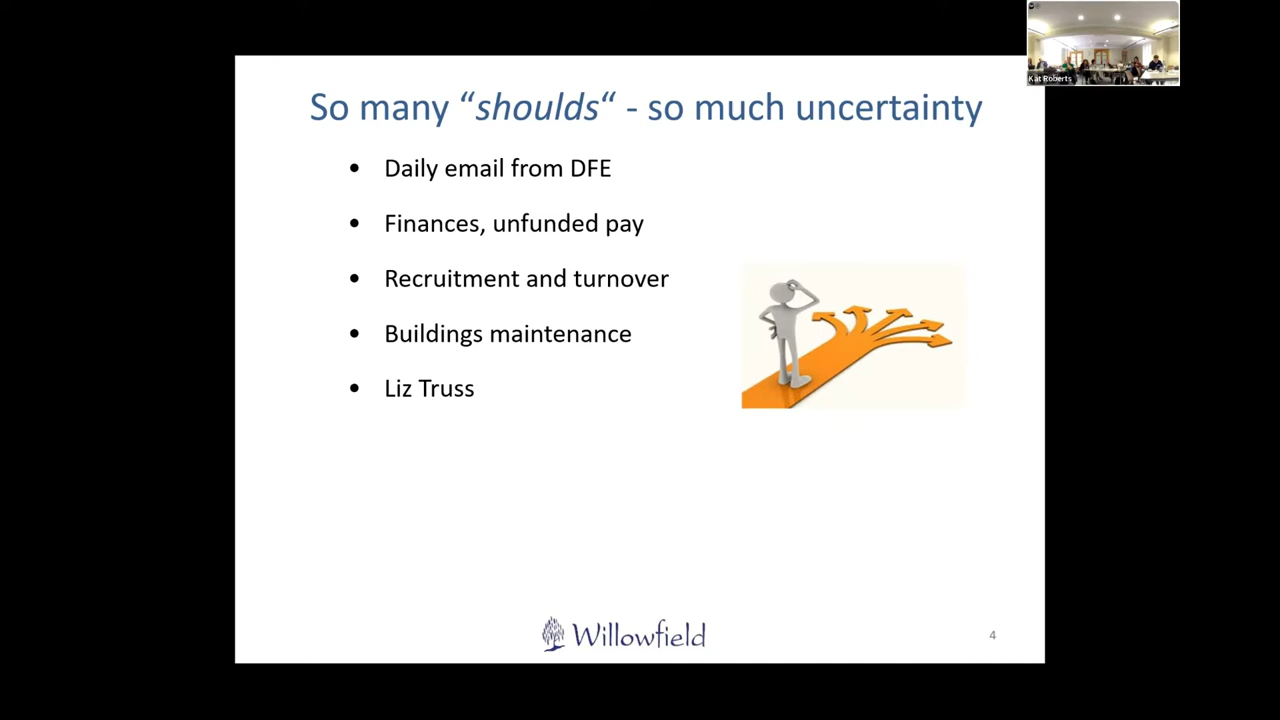 Kat Roberts
So many “shoulds“ - so much uncertainty
• Daily email from DFE
• Finances, unfunded pay
• Recruitment and turnover
• Buildings maintenance
• Liz Truss
Willowfield
4